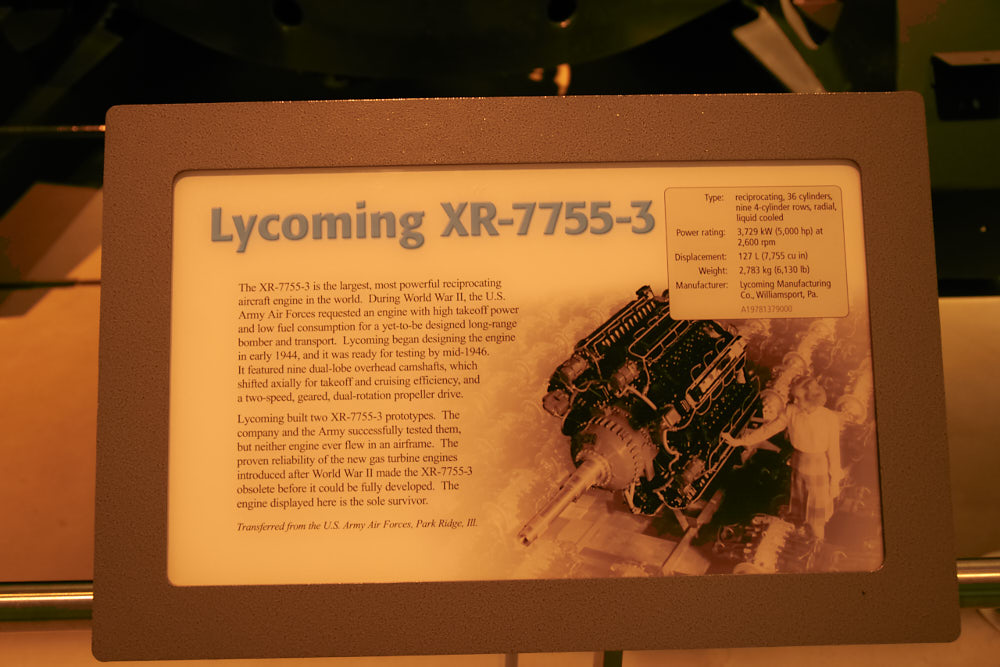 Lycoming XR-7755-3
Type: reciprocating, 36 cylinders,
nine 4-cylinder rows, radial,
liquid cooled
Power rating: 3,729 kW (5,000 hp) at
2,600 rpm
Displacement: 127 L (7,755 cu in)
Weight: 2,783 kg (6,130 lb)
Manufacturer: Lycoming Manufacturing
Co., Williamsport, Pa.
A19781379000
The XR-7755-3 is the largest, most powerful reciprocating
aircraft engine in the world. During World War II, the U.S.
Army Air Forces requested an engine with high takeoff power
and low fuel consumption for a yet-to-be designed long-range
bomber and transport. Lycoming began designing the engine
in early 1944, and it was ready for testing by mid-1946.
It featured nine dual-lobe overhead camshafts, which
shifted axially for takeoff and cruising efficiency, and
a two-speed, geared, dual-rotation propeller drive.
Lycoming built two XR-7755-3 prototypes. The
company and the Army successfully tested them,
but neither engine ever flew in an airframe. The
proven reliability of the new gas turbine engines
introduced after World War II made the XR-7755-3
obsolete before it could be fully developed. The
engine displayed here is the sole survivor.
Transferred from the U.S. Army Air Forces, Park Ridge, Ill.